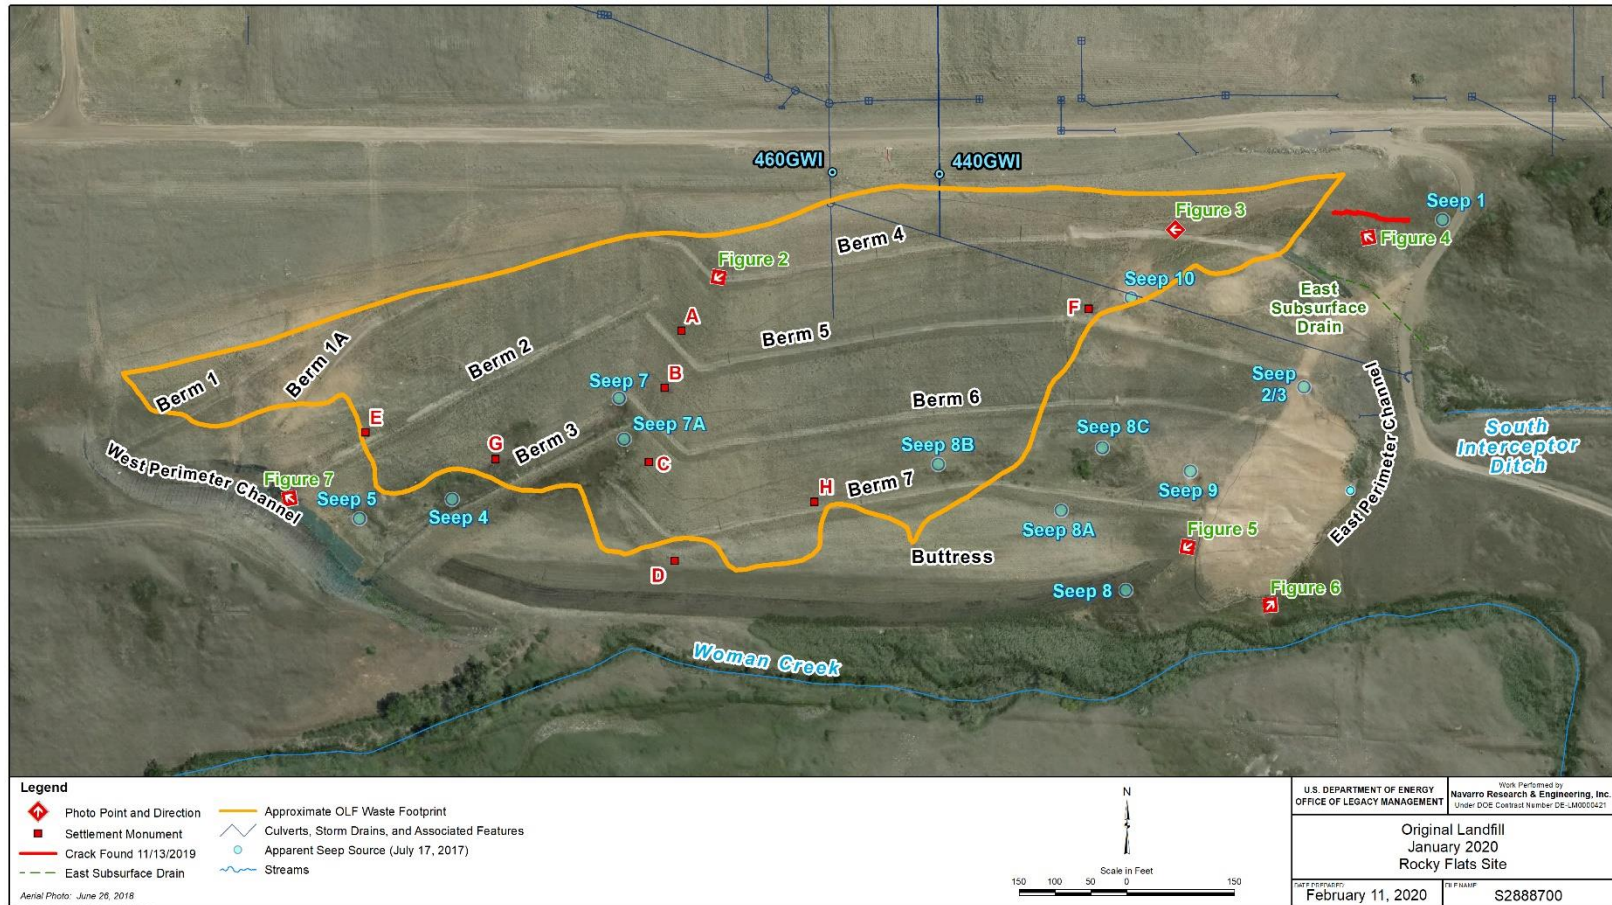 460GWI
440GWI
Figure 3
Seep 1
Figure 4
Berm 4
Figure 2
Seep 10
East
Subsurface
Drain
F
A
Berm 5
Berm 1A
Berm 2
B
Seep 7
Seep
2/3
Berm 1
Berm 6
East Perimeter Channel
E
Seep 7A
Seep 8C
South
Interceptor
Ditch
G
Berm 3
C
Seep 8B
West Perimeter Channel
Figure 7
Seep 5
Seep 4
H
Berm 7
Seep 9
Seep 8A
Figure 5
Buttress
D
Seep 8
Figure 6
Woman Creek
Legend
Photo Point and Direction
Settlement Monument
Crack Found 11/13/2019
East Subsurface Drain
Approximate OLF Waste Footprint
Culverts, Storm Drains, and Associated Features
Apparent Seep Source (July 17, 2017)
Streams
Aerial Photo: June 26, 2018
N
Scale in Feet
150 100 50 0 150
U.S. DEPARTMENT OF ENERGY
OFFICE OF LEGACY MANAGEMENT
Work Performed by
Navarro Research & Engineering, Inc.
Under DOE Contract Number DE-LM0000421
Original Landfill
January 2020
Rocky Flats Site
DATE PREPARED:
February 11, 2020
FILE NAME:
S2888700